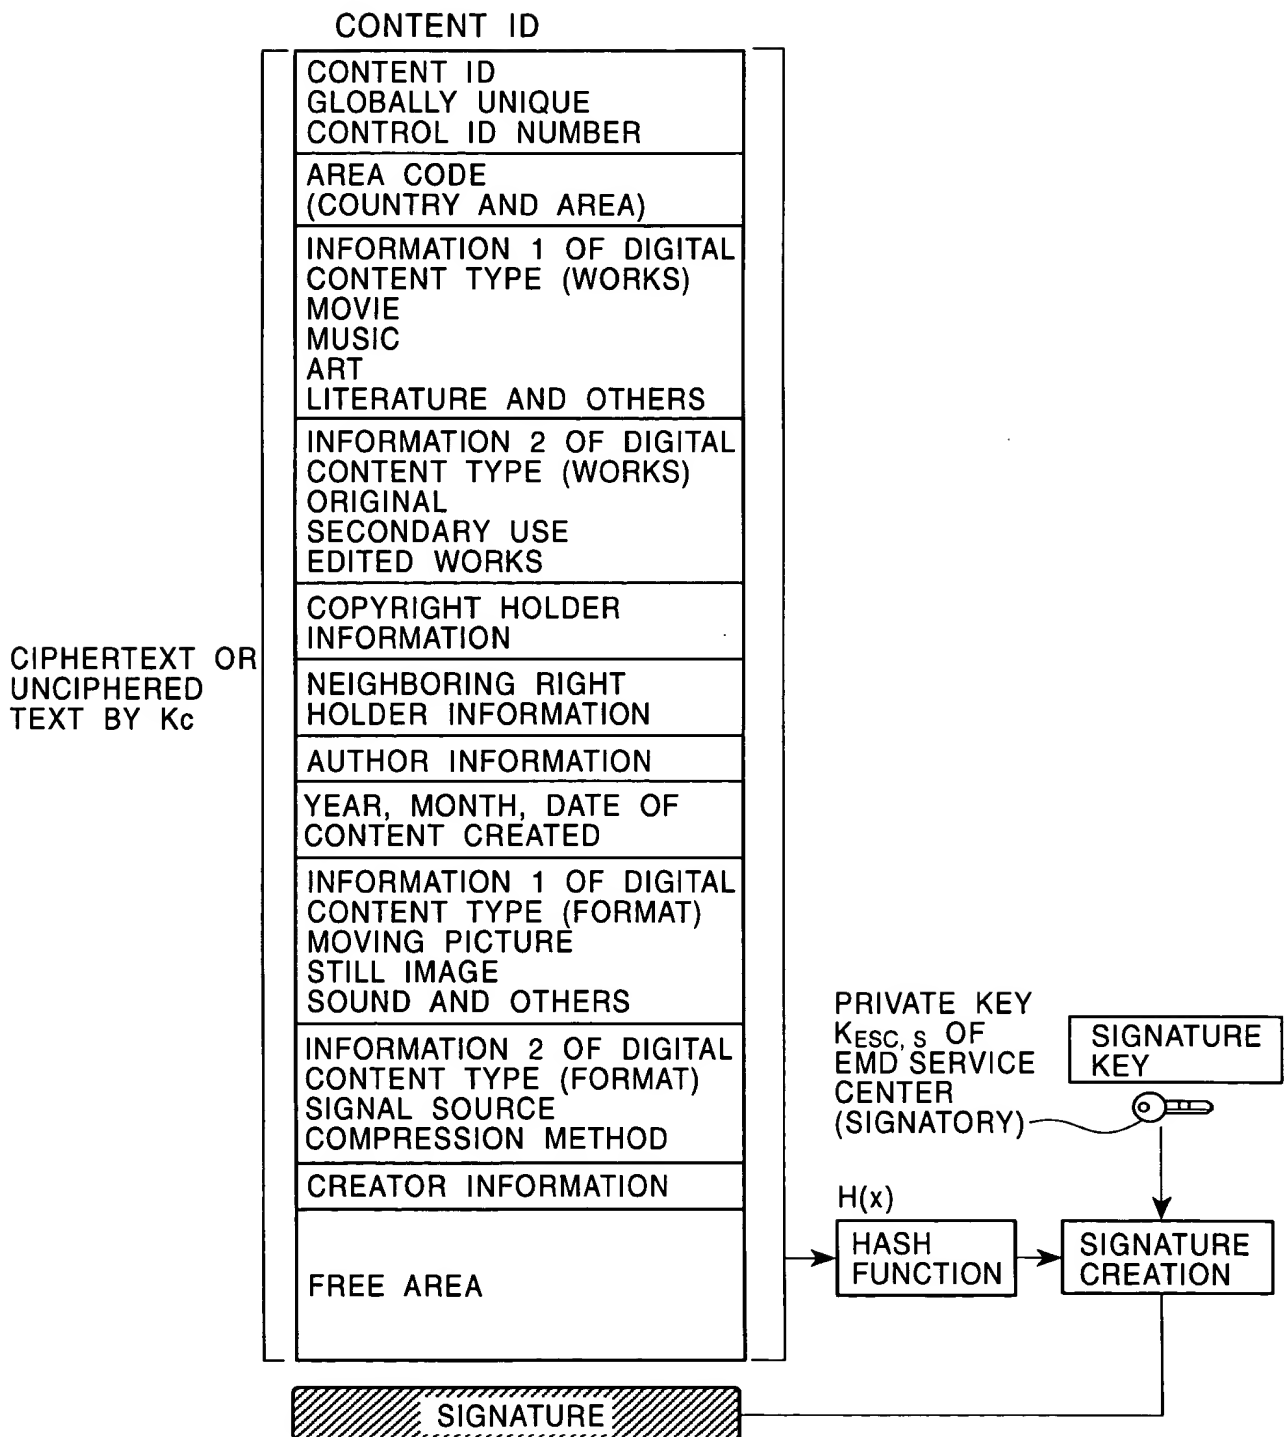 CONTENT ID
CONTENT ID
GLOBALLY UNIQUE
CONTROL ID NUMBER
AREA CODE
(COUNTRY AND AREA)
INFORMATION 1 OF DIGITAL
CONTENT TYPE (WORKS)
MOVIE
MUSIC
ART
LITERATURE AND OTHERS
INFORMATION 2 OF DIGITAL
CONTENT TYPE (WORKS)
ORIGINAL
SECONDARY USE
EDITED WORKS
COPYRIGHT HOLDER
INFORMATION
CIPHERTEXT OR
UNCIPHERED
TEXT BY Kc
NEIGHBORING RIGHT
HOLDER INFORMATION
AUTHOR INFORMATION
YEAR, MONTH, DATE OF
CONTENT CREATED
INFORMATION 1 OF DIGITAL
CONTENT TYPE (FORMAT)
MOVING PICTURE
STILL IMAGE
SOUND AND OTHERS
INFORMATION 2 OF DIGITAL
CONTENT TYPE (FORMAT)
SIGNAL SOURCE
COMPRESSION METHOD
CREATOR INFORMATION
FREE AREA
PRIVATE KEY
KESC, S OF
EMD SERVICE
CENTER
(SIGNATORY)
SIGNATURE
KEY
H(x)
HASH
FUNCTION
SIGNATURE
CREATION
SIGNATURE